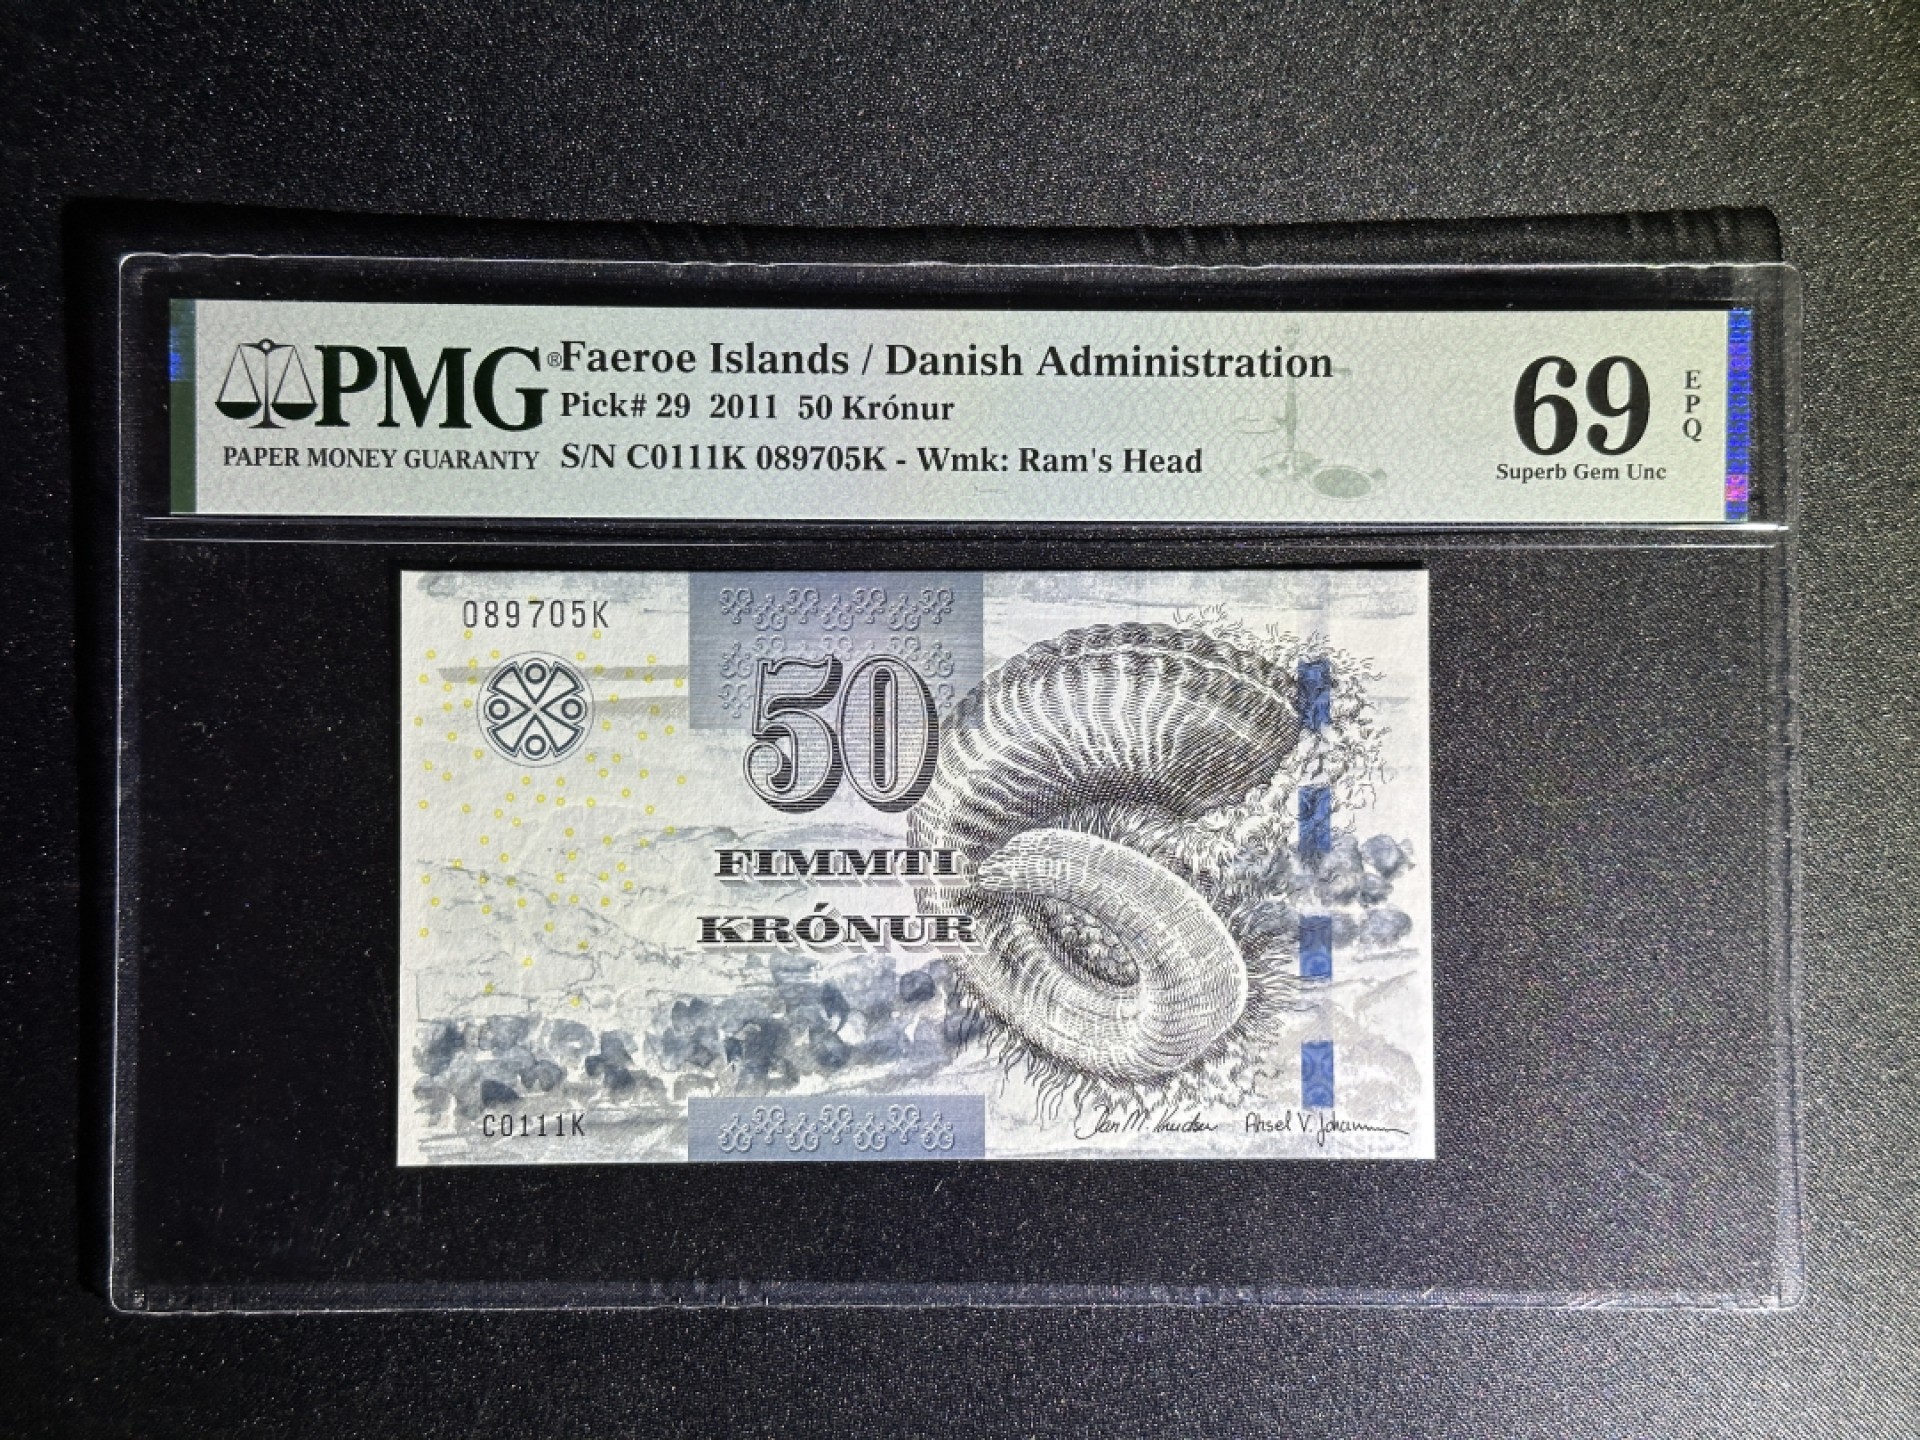 PMG®
PAPER MONEY GUARANTY
Faeroe Islands / Danish Administration
Pick# 29 2011 50 Krónur
S/N C0111K 089705K - Wmk: Ram's Head
69
EPQ
Superb Gem Unc
089705K
50
FIMMTI
KRÓNUR
C0111K